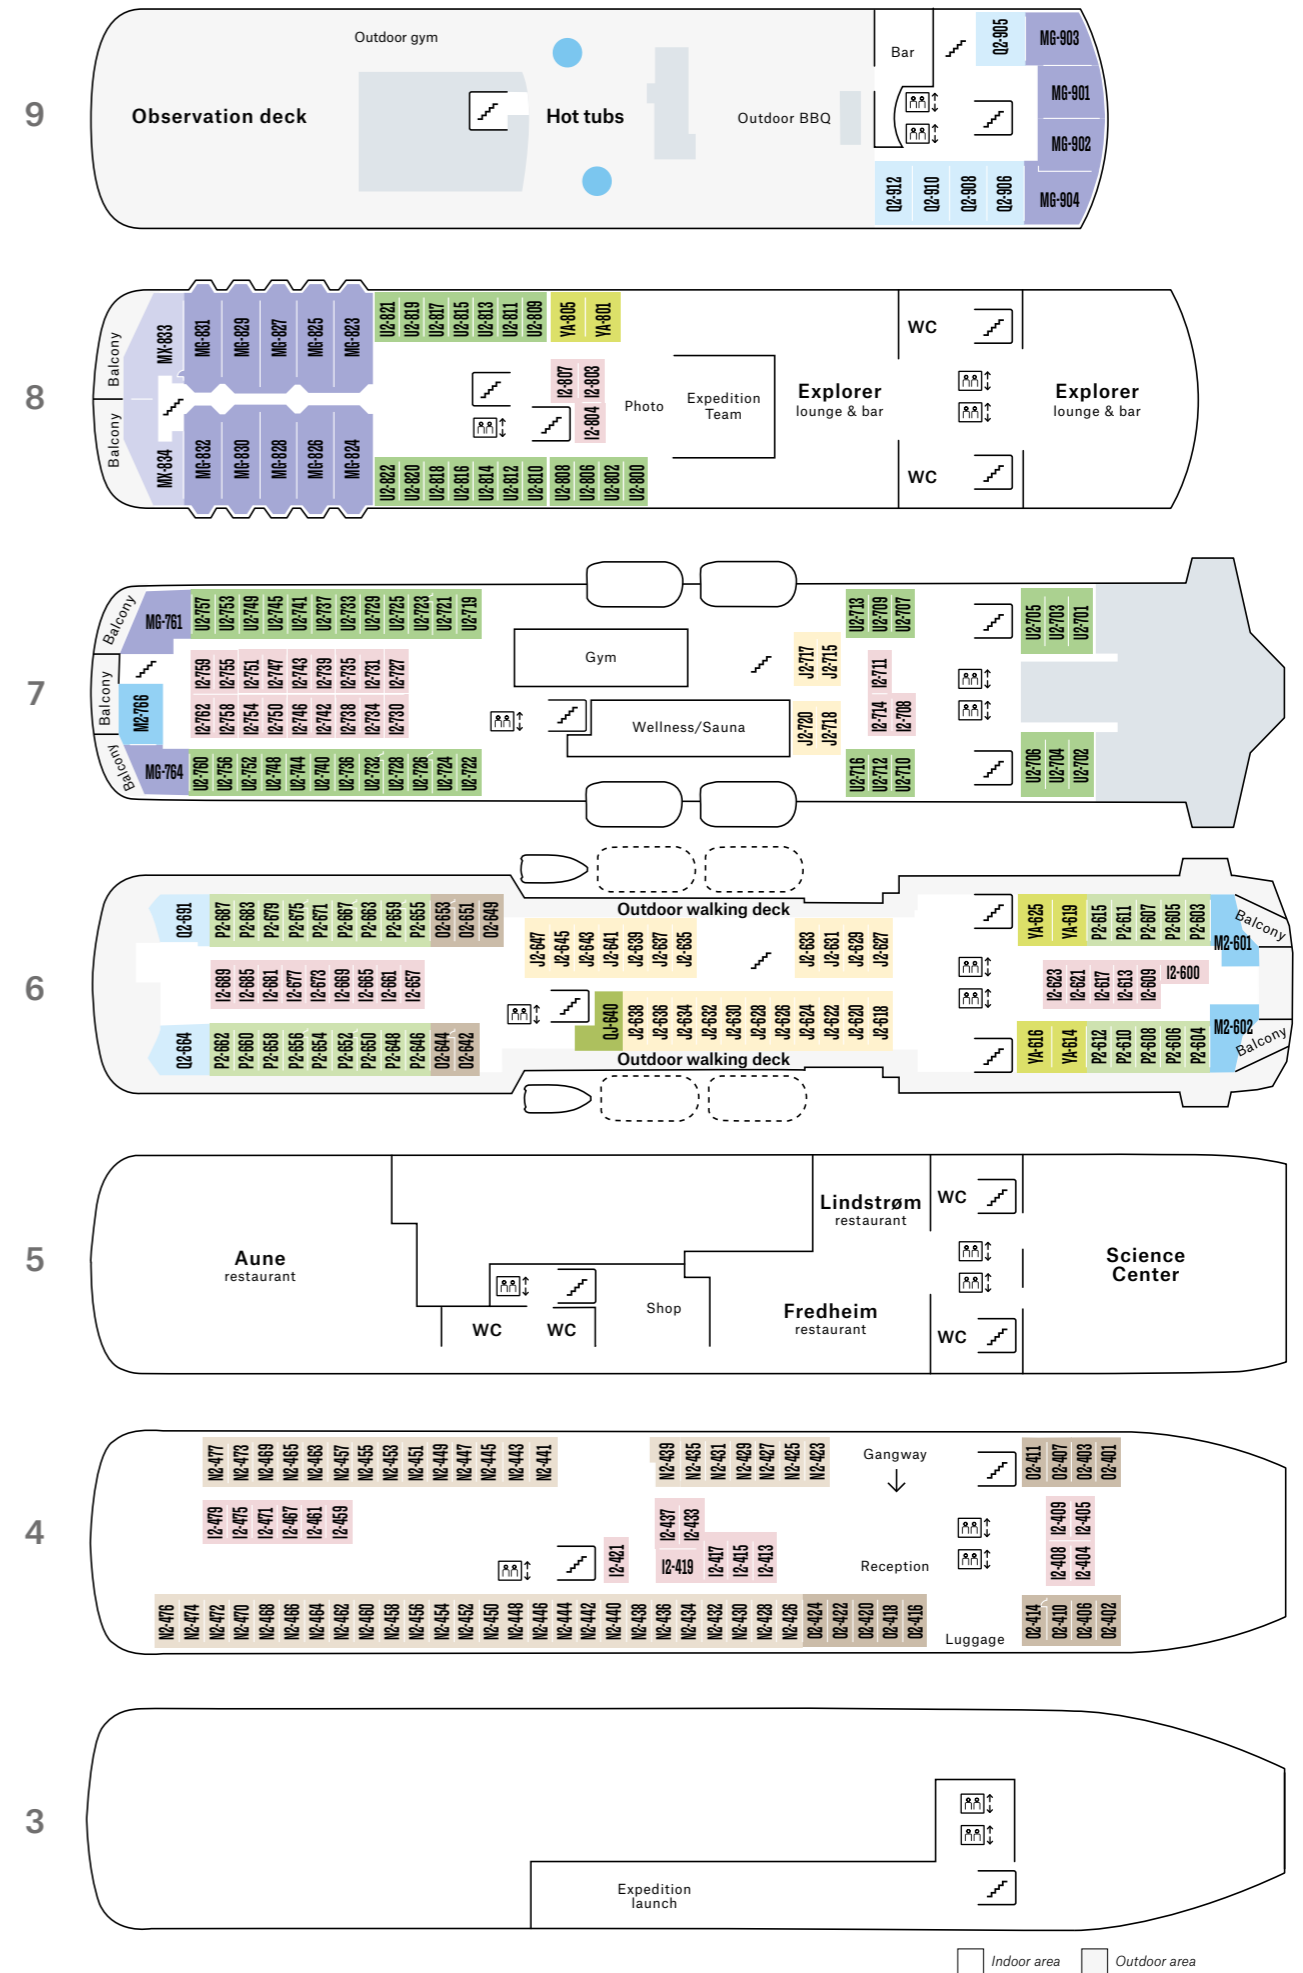 9
Outdoor gym
Observation deck
Hot tubs
Outdoor BBQ
Bar
Q2-905
MG-903
MG-901
MG-902
MG-904
Q2-912
Q2-910
Q2-908
Q2-906
8
Balcony
Balcony
MX-833
MX-834
MG-831
MG-829
MG-827
MG-825
MG-823
MG-832
MG-830
MG-828
MG-826
MG-824
U2-821
U2-819
U2-817
U2-815
U2-813
U2-811
U2-809
YA-805
YA-801
I2-807
I2-803
I2-804
U2-822
U2-820
U2-818
U2-816
U2-814
U2-812
U2-810
U2-808
U2-806
U2-802
U2-800
Photo
Expedition
Team
Explorer
lounge & bar
WC
WC
Explorer
lounge & bar
7
Balcony
Balcony
Balcony
MG-761
M2-766
MG-764
U2-757
U2-753
U2-749
U2-745
U2-741
U2-737
U2-733
U2-729
U2-725
U2-723
U2-721
U2-719
I2-759
I2-755
I2-751
I2-747
I2-743
I2-739
I2-735
I2-731
I2-727
I2-762
I2-758
I2-754
I2-750
I2-746
I2-742
I2-738
I2-734
I2-730
U2-760
U2-756
U2-752
U2-748
U2-744
U2-740
U2-736
U2-732
U2-728
U2-726
U2-724
U2-722
Gym
Wellness/Sauna
J2-717
J2-715
J2-720
J2-718
U2-713
U2-709
U2-707
I2-711
I2-714
I2-708
U2-716
U2-712
U2-710
U2-705
U2-703
U2-701
U2-706
U2-704
U2-702
6
Q2-691
P2-687
P2-683
P2-679
P2-675
P2-671
P2-667
P2-663
P2-659
P2-655
O2-653
O2-651
O2-649
I2-689
I2-685
I2-681
I2-677
I2-673
I2-669
I2-665
I2-661
I2-657
Q2-664
P2-662
P2-660
P2-658
P2-656
P2-654
P2-652
P2-650
P2-648
P2-646
O2-644
O2-642
Outdoor walking deck
J2-647
J2-645
J2-643
J2-641
J2-639
J2-637
J2-635
J2-633
J2-631
J2-629
J2-627
QJ-640
J2-638
J2-636
J2-634
J2-632
J2-630
J2-628
J2-626
J2-624
J2-622
J2-620
J2-618
Outdoor walking deck
YA-625
YA-619
P2-615
P2-611
P2-607
P2-605
P2-603
M2-601
Balcony
I2-623
I2-621
I2-617
I2-613
I2-609
I2-600
YA-616
YA-614
P2-612
P2-610
P2-608
P2-606
P2-604
M2-602
Balcony
5
Aune
restaurant
WC
WC
Shop
Lindstrøm
restaurant
Fredheim
restaurant
WC
WC
Science
Center
4
N2-477
N2-473
N2-469
N2-465
N2-463
N2-457
N2-455
N2-453
N2-451
N2-449
N2-447
N2-445
N2-443
N2-441
N2-439
N2-435
N2-431
N2-429
N2-427
N2-425
N2-423
Gangway
O2-411
O2-407
O2-403
O2-401
I2-479
I2-475
I2-471
I2-467
I2-461
I2-459
I2-421
I2-437
I2-433
I2-419
I2-417
I2-415
I2-413
Reception
I2-409
I2-405
I2-408
I2-404
N2-476
N2-474
N2-472
N2-470
N2-468
N2-466
N2-464
N2-462
N2-460
N2-458
N2-456
N2-454
N2-452
N2-450
N2-448
N2-446
N2-444
N2-442
N2-440
N2-438
N2-436
N2-434
N2-432
N2-430
N2-428
N2-426
O2-424
O2-422
O2-420
O2-418
O2-416
Luggage
O2-414
O2-410
O2-406
O2-402
3
Expedition
launch
Indoor area
Outdoor area